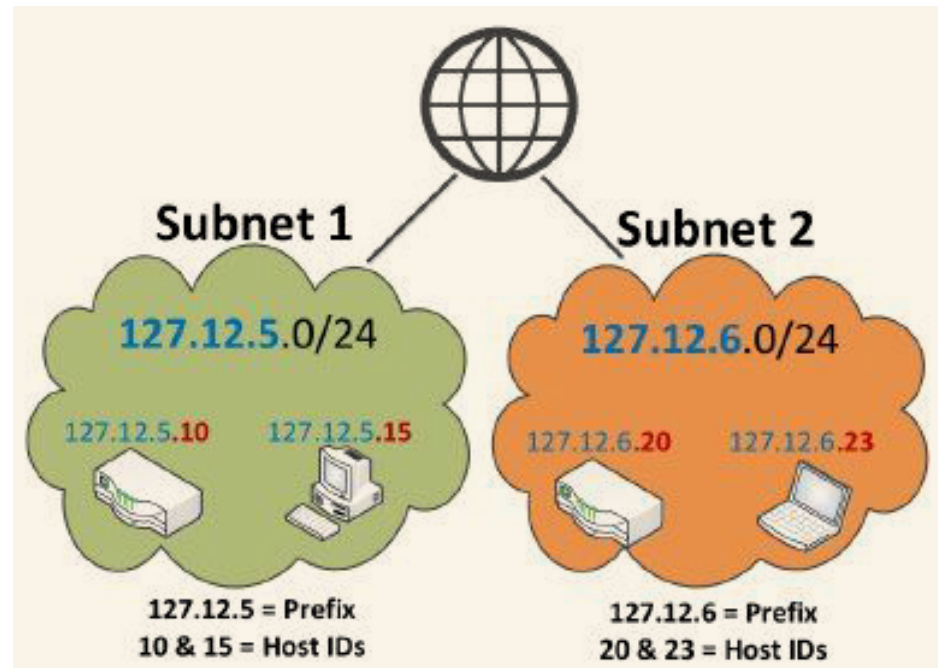 Subnet 1
127.12.5.0/24
127.12.5.10 127.12.5.15
127.12.5 = Prefix
10 & 15 = Host IDs
Subnet 2
127.12.6.0/24
127.12.6.20 127.12.6.23
127.12.6 = Prefix
20 & 23 = Host IDs